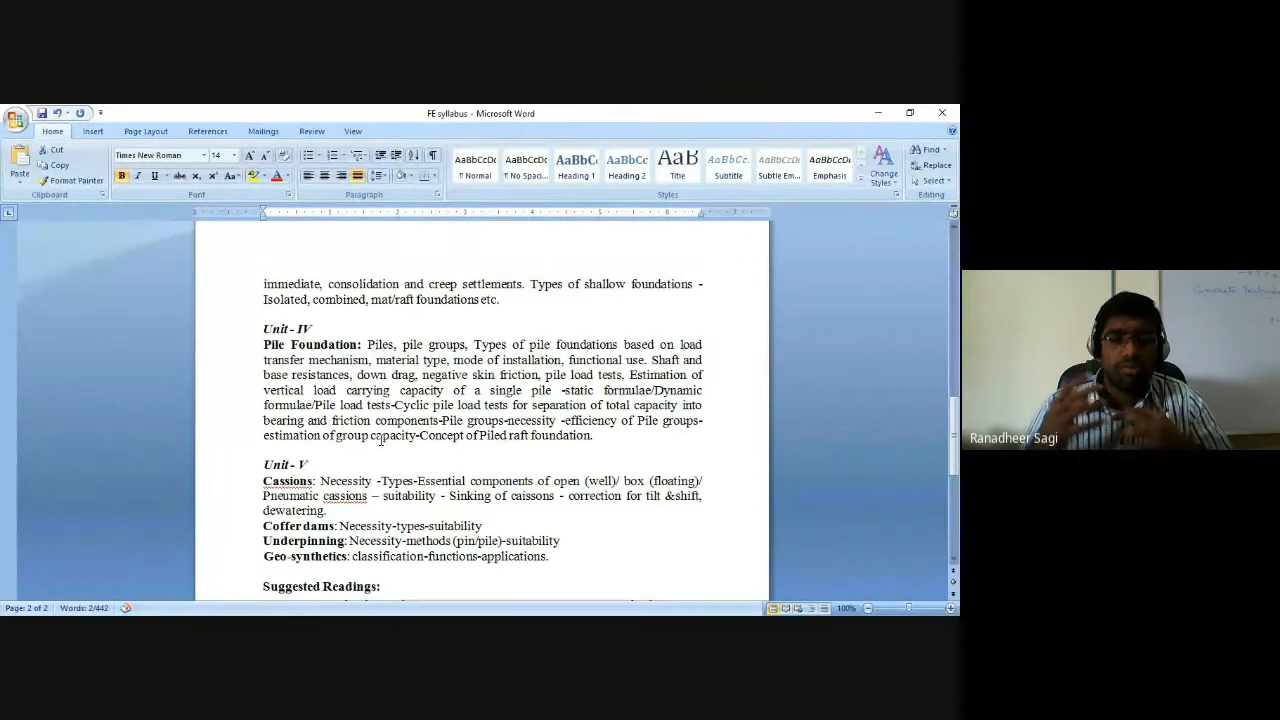 FE syllabus - Microsoft Word
Home Insert Page Layout References Mailings Review View
Cut
Copy
Format Painter
Paste
Clipboard
Times New Roman 14
B I U abc x₂ x² Aa
Font
Paragraph
AaBbCcDc AaBbCcDc AaBbC AaBbCc AaB AaBbCc. AaBbCcDc AaBbCcDc
¶ Normal ¶ No Spaci... Heading 1 Heading 2 Title Subtitle Subtle Em... Emphasis
Change Styles
Styles
Find
Replace
Select
Editing
immediate, consolidation and creep settlements. Types of shallow foundations -
Isolated, combined, mat/raft foundations etc.
Unit - IV
Pile Foundation: Piles, pile groups, Types of pile foundations based on load
transfer mechanism, material type, mode of installation, functional use. Shaft and
base resistances, down drag, negative skin friction, pile load tests, Estimation of
vertical load carrying capacity of a single pile -static formulae/Dynamic
formulae/Pile load tests-Cyclic pile load tests for separation of total capacity into
bearing and friction components-Pile groups-necessity -efficiency of Pile groups-
estimation of group capacity-Concept of Piled raft foundation.
Unit - V
Cassions: Necessity -Types-Essential components of open (well)/ box (floating)/
Pneumatic cassions – suitability - Sinking of caissons - correction for tilt &shift,
dewatering.
Coffer dams: Necessity-types-suitability
Underpinning: Necessity-methods (pin/pile)-suitability
Geo-synthetics: classification-functions-applications.
Suggested Readings:
Page: 2 of 2 Words: 2/442
100%
Concrete
Ranadheer Sagi